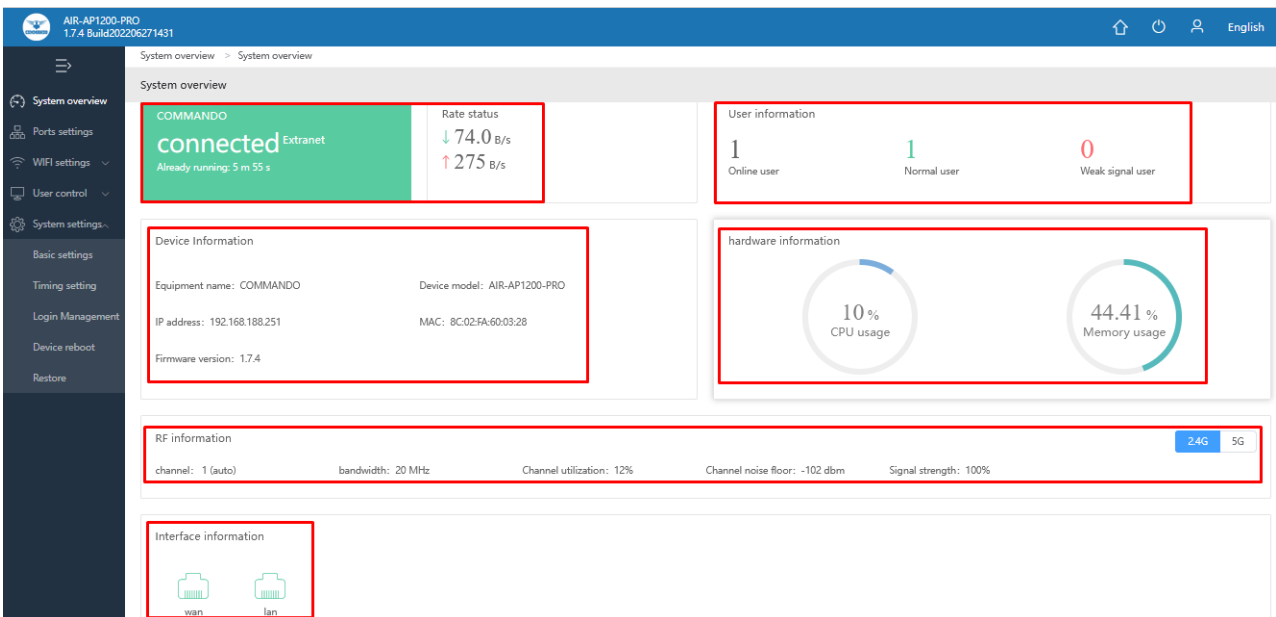 AIR-AP1200-PRO
1.7.4 Build202206271431
English
System overview > System overview
System overview
System overview
Ports settings
WIFI settings
User control
System settings
Basic settings
Timing setting
Login Management
Device reboot
Restore
COMMANDO
connected Extranet
Already running: 5 m 55 s
Rate status
↓ 74.0 B/s
↑ 275 B/s
User information
1
Online user
1
Normal user
0
Weak signal user
Device Information
Equipment name: COMMANDO
Device model: AIR-AP1200-PRO
IP address: 192.168.188.251
MAC: 8C:02:FA:60:03:28
Firmware version: 1.7.4
hardware information
10 %
CPU usage
44.41 %
Memory usage
RF information
2.4G 5G
channel: 1 (auto) bandwidth: 20 MHz Channel utilization: 12% Channel noise floor: -102 dbm Signal strength: 100%
Interface information
wan lan